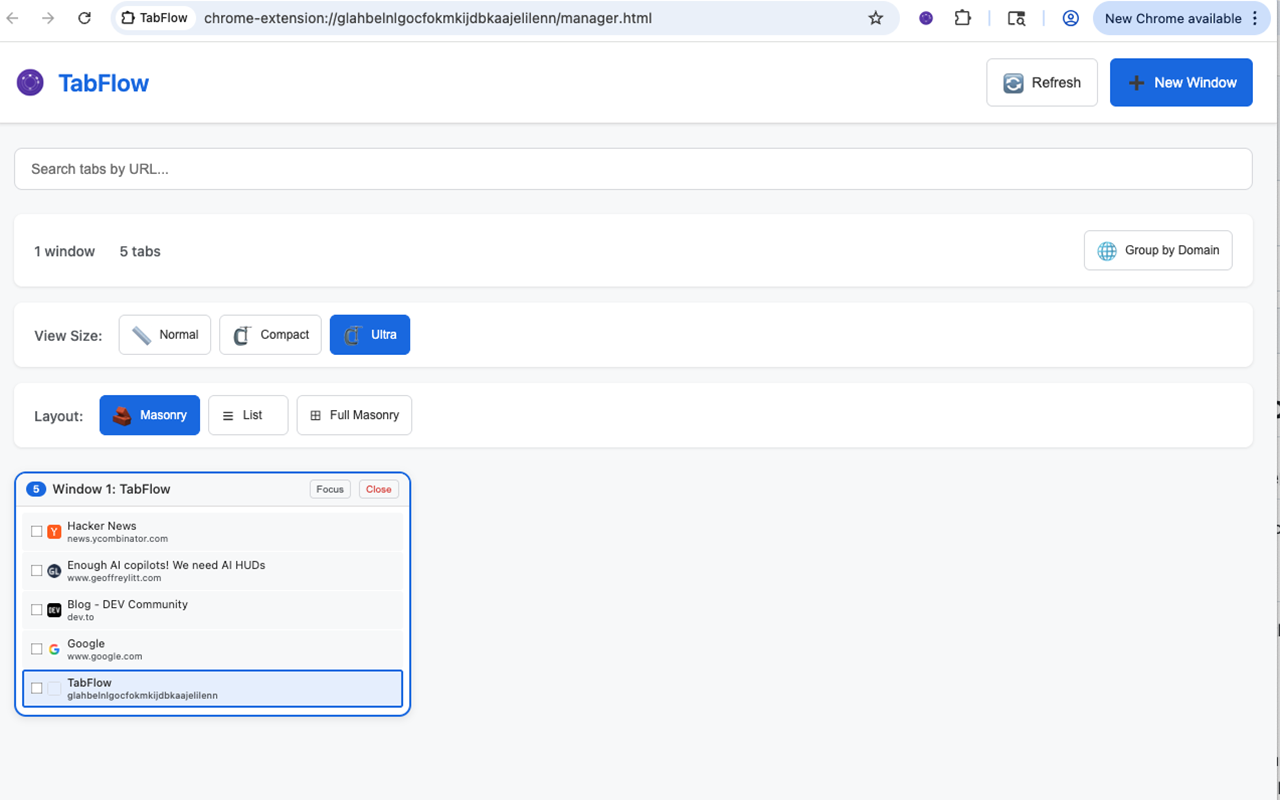 TabFlow
chrome-extension://glahbelnlgocfokmkijdbkaajelilenn/manager.html
New Chrome available
TabFlow
Refresh
New Window
Search tabs by URL...
1 window 5 tabs
Group by Domain
View Size: Normal Compact Ultra
Layout: Masonry List Full Masonry
5 Window 1: TabFlow Focus Close
Y
Hacker News
news.ycombinator.com
GL
Enough AI copilots! We need AI HUDs
www.geoffreylitt.com
DEV
Blog - DEV Community
dev.to
G
Google
www.google.com
TabFlow
glahbelnlgocfokmkijdbkaajelilenn